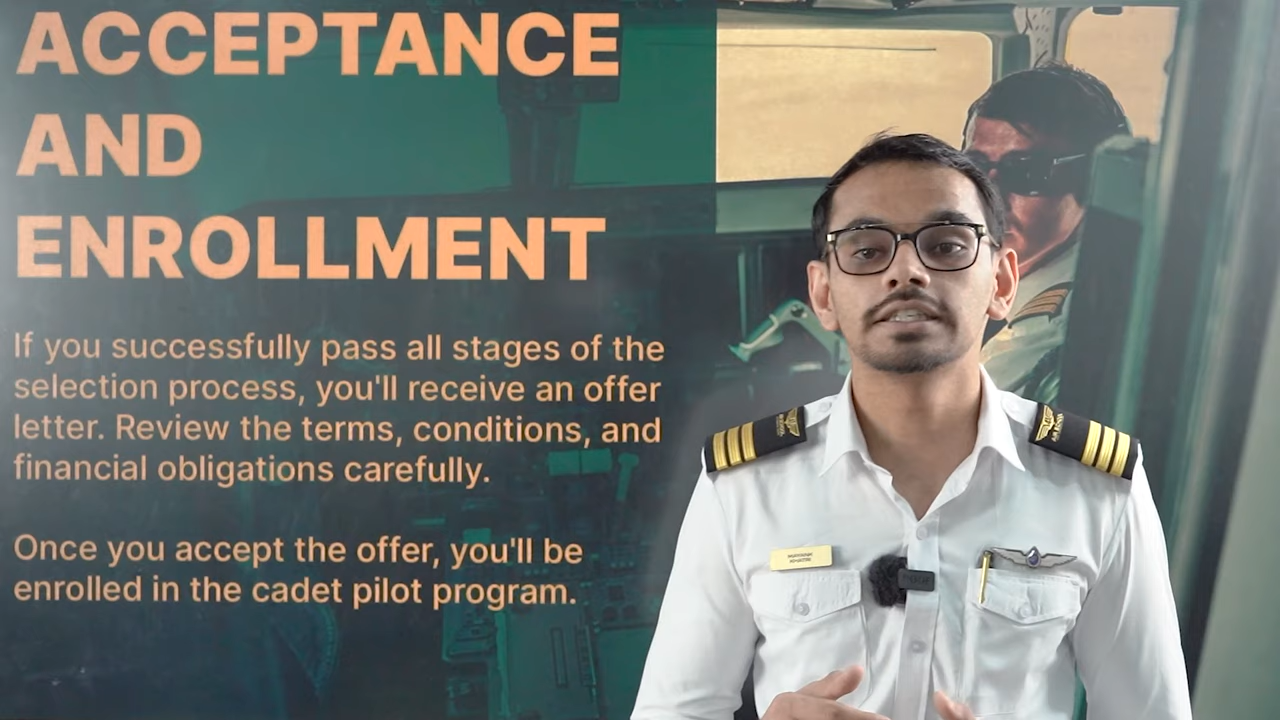 ACCEPTANCE
AND
ENROLLMENT
If you successfully pass all stages of the
selection process, you'll receive an offer
letter. Review the terms, conditions, and
financial obligations carefully.
Once you accept the offer, you'll be
enrolled in the cadet pilot program.